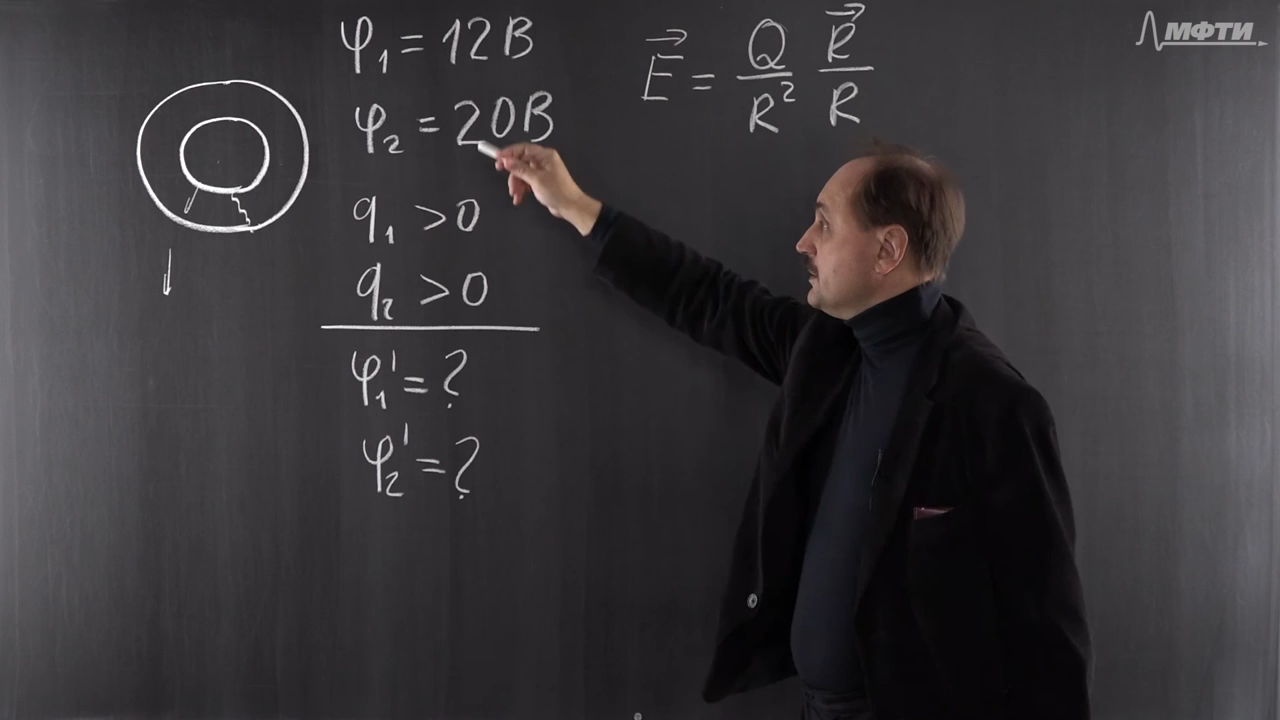 φ₁ = 12 В
φ₂ = 20 В
q₁ > 0
q₂ > 0
φ₁' = ?
φ₂' = ?
E⃗ = Q/R² R⃗/R
МФТИ